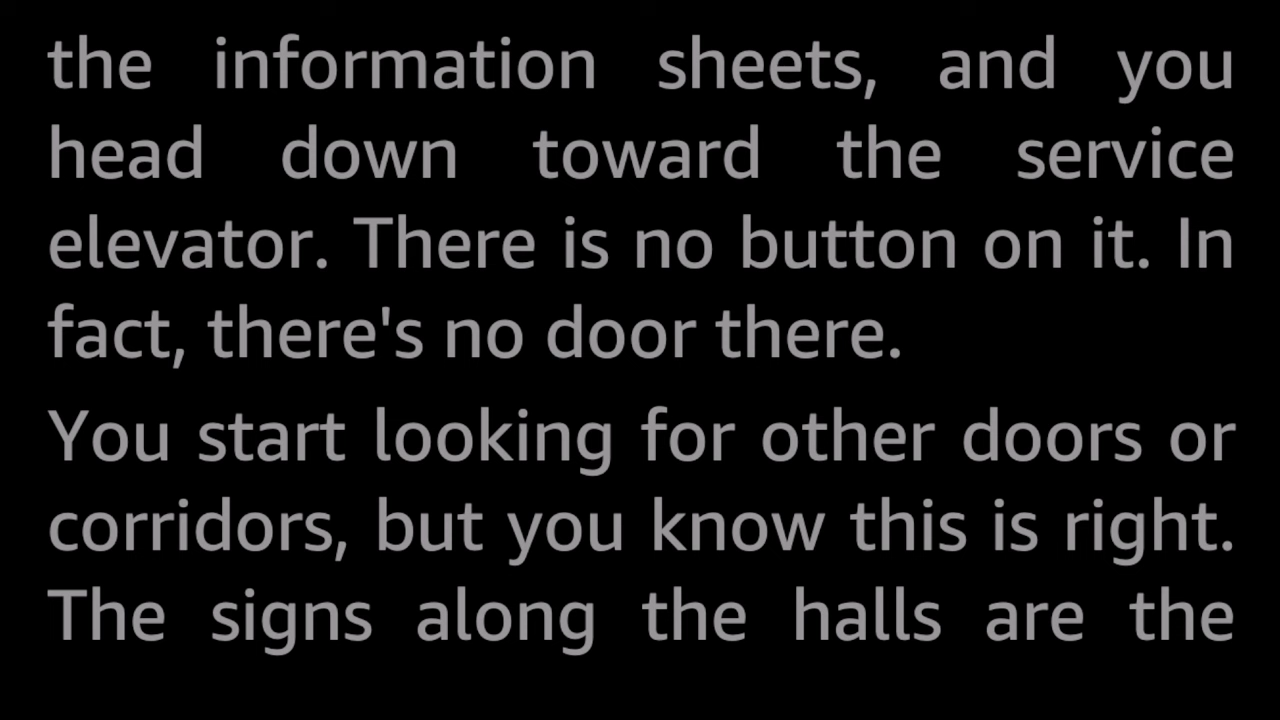 the information sheets, and you
head down toward the service
elevator. There is no button on it. In
fact, there's no door there.
You start looking for other doors or
corridors, but you know this is right.
The signs along the halls are the